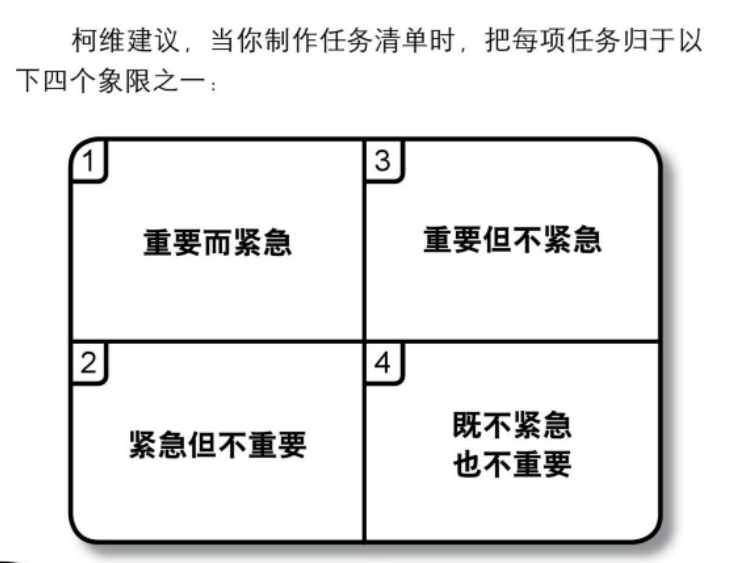 柯维建议，当你制作任务清单时，把每项任务归于以
下四个象限之一：
1
重要而紧急
3
重要但不紧急
2
紧急但不重要
4
既不紧急
也不重要